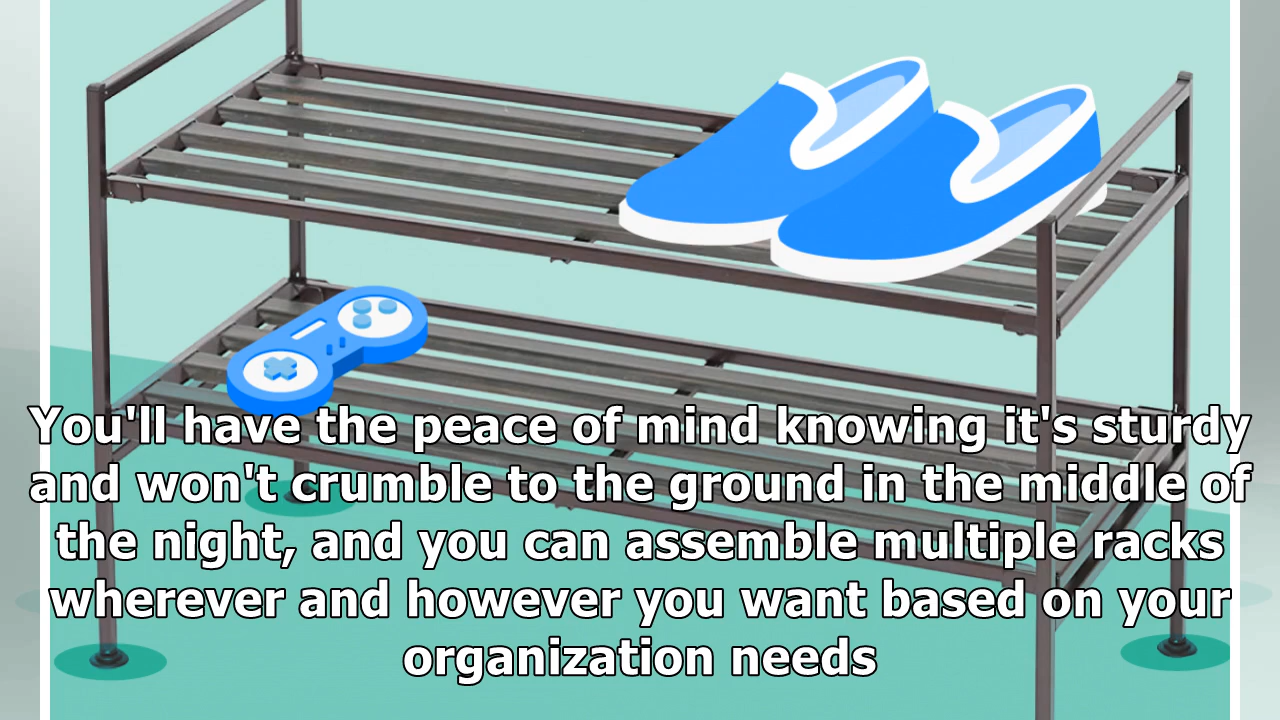 You'll have the peace of mind knowing it's sturdy
and won't crumble to the ground in the middle of
the night, and you can assemble multiple racks
wherever and however you want based on your
organization needs